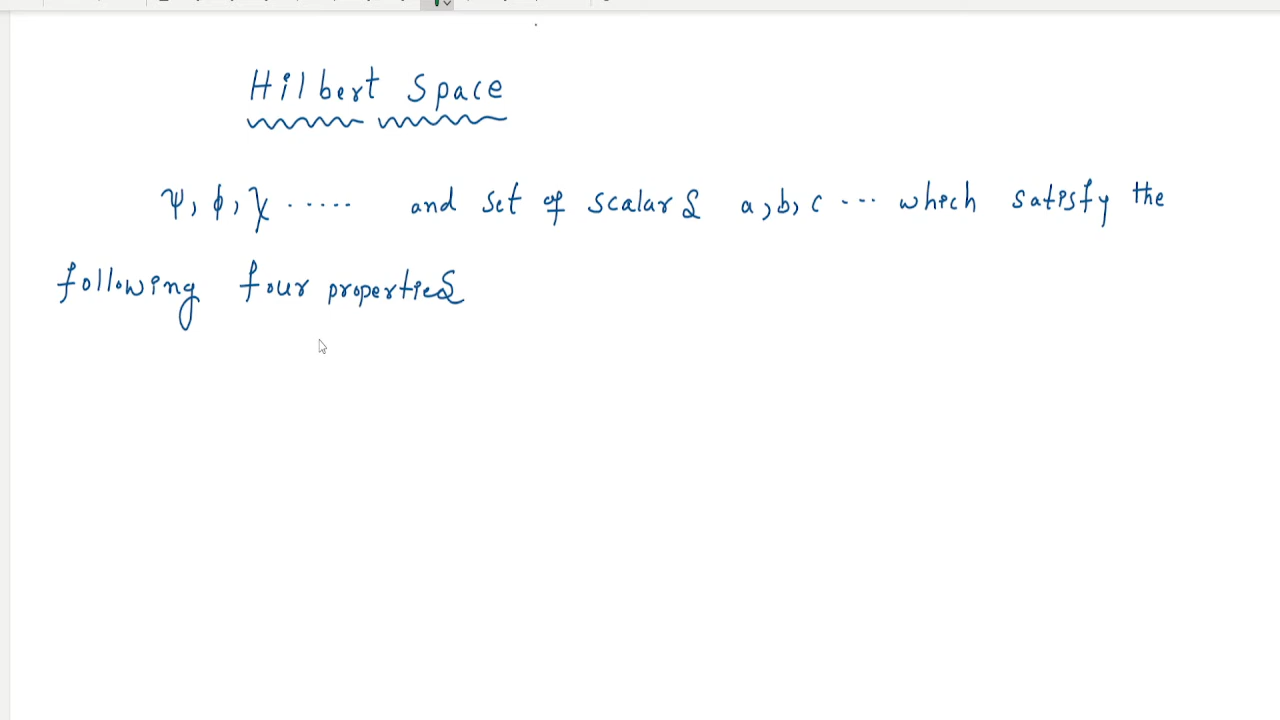 Hilbert Space
ψ, ϕ, χ ..... and set of scalars a, b, c ... which satisfy the
following four properties